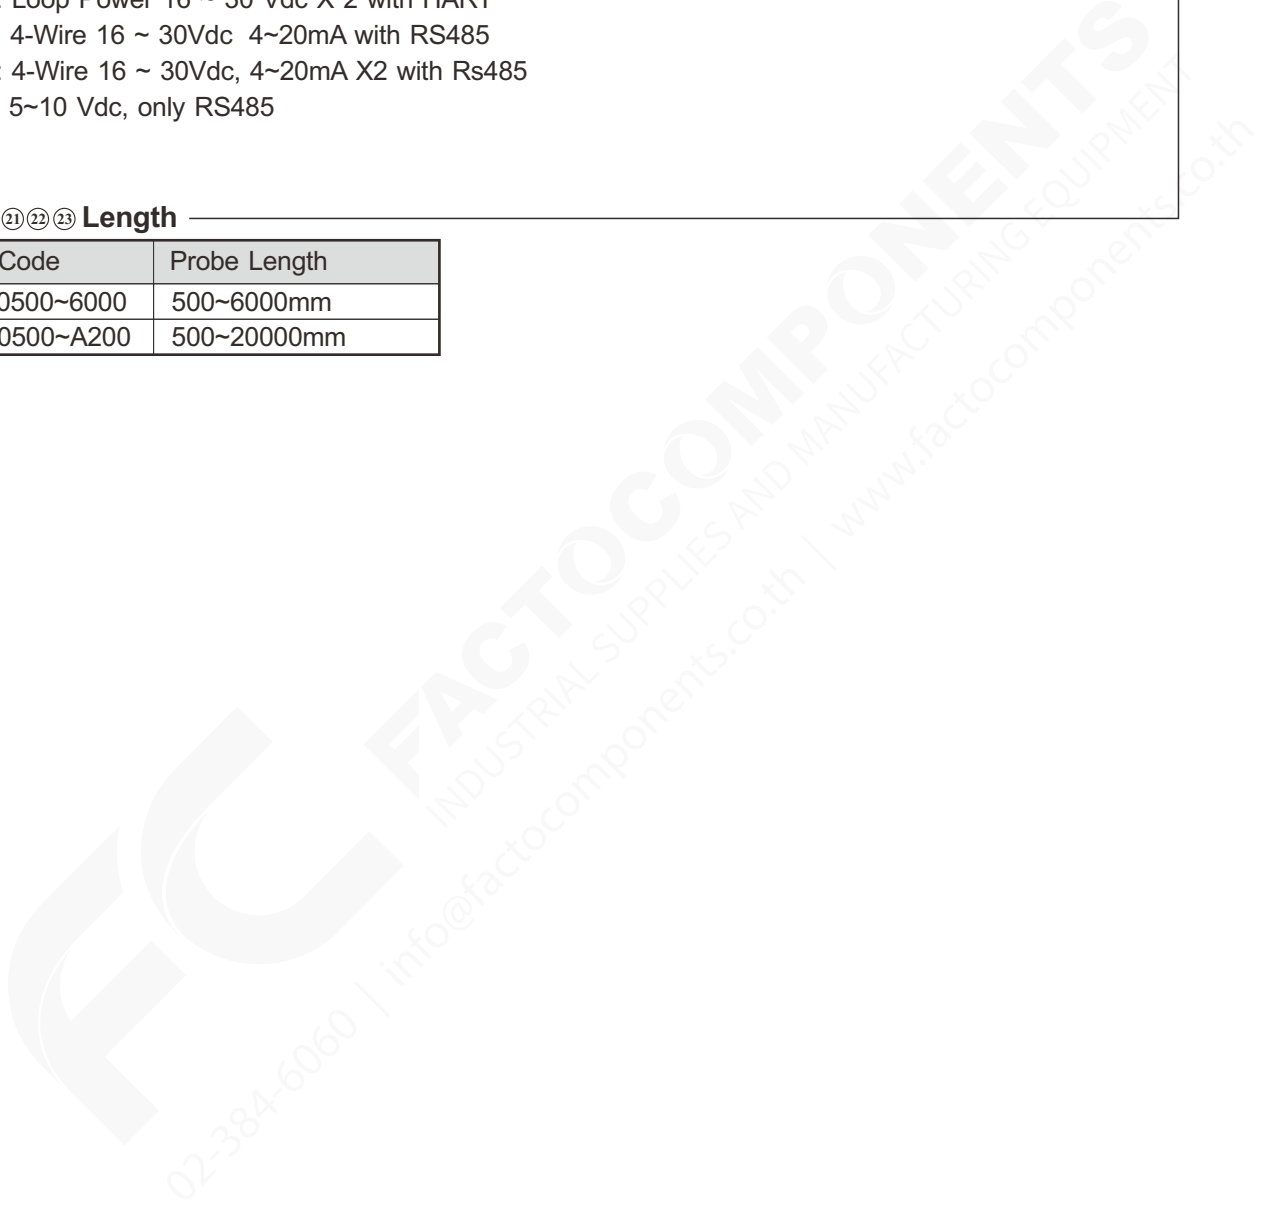 : Loop Power 16 ~ 30 Vdc X 2 with HART
4-Wire 16 ~ 30Vdc 4~20mA with RS485
: 4-Wire 16 ~ 30Vdc, 4~20mA X2 with Rs485
5~10 Vdc, only RS485
㉑㉒㉓ Length
Code Probe Length
0500~6000 500~6000mm
0500~A200 500~20000mm
FACTOCOMPONENTS
INDUSTRIAL SUPPLIES AND MANUFACTURING EQUIPMENT
02-384-6060 | info@factocomponents.co.th | www.factocomponents.co.th